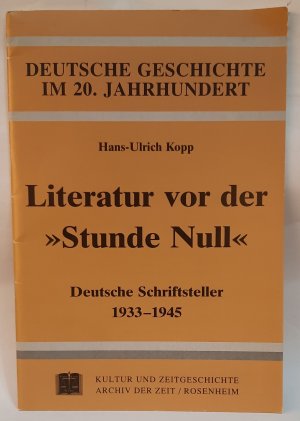 DEUTSCHE GESCHICHTE
IM 20. JAHRHUNDERT
Hans-Ulrich Kopp
Literatur vor der
»Stunde Null«
Deutsche Schriftsteller
1933–1945
KULTUR UND ZEITGESCHICHTE
ARCHIV DER ZEIT / ROSENHEIM